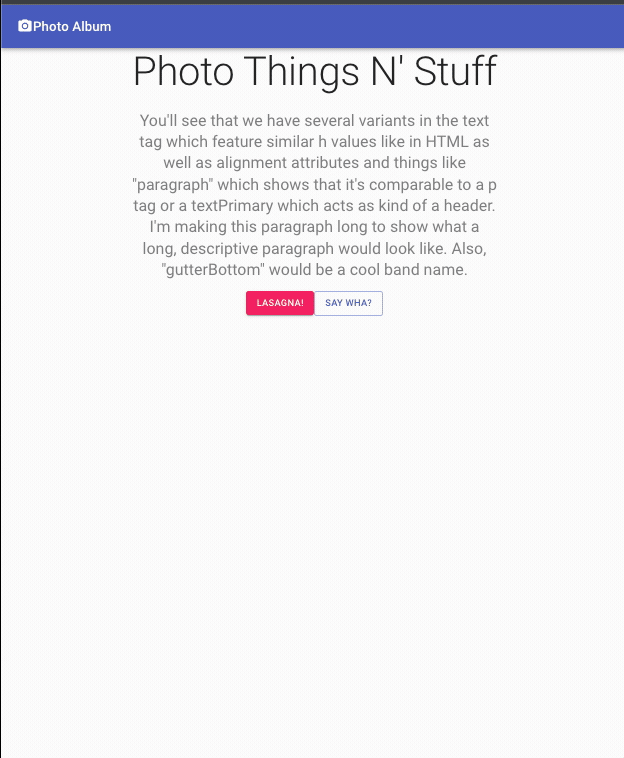 Photo Album
Photo Things N' Stuff
You'll see that we have several variants in the text
tag which feature similar h values like in HTML as
well as alignment attributes and things like
"paragraph" which shows that it's comparable to a p
tag or a textPrimary which acts as kind of a header.
I'm making this paragraph long to show what a
long, descriptive paragraph would look like. Also,
"gutterBottom" would be a cool band name.
LASAGNA! SAY WHA?